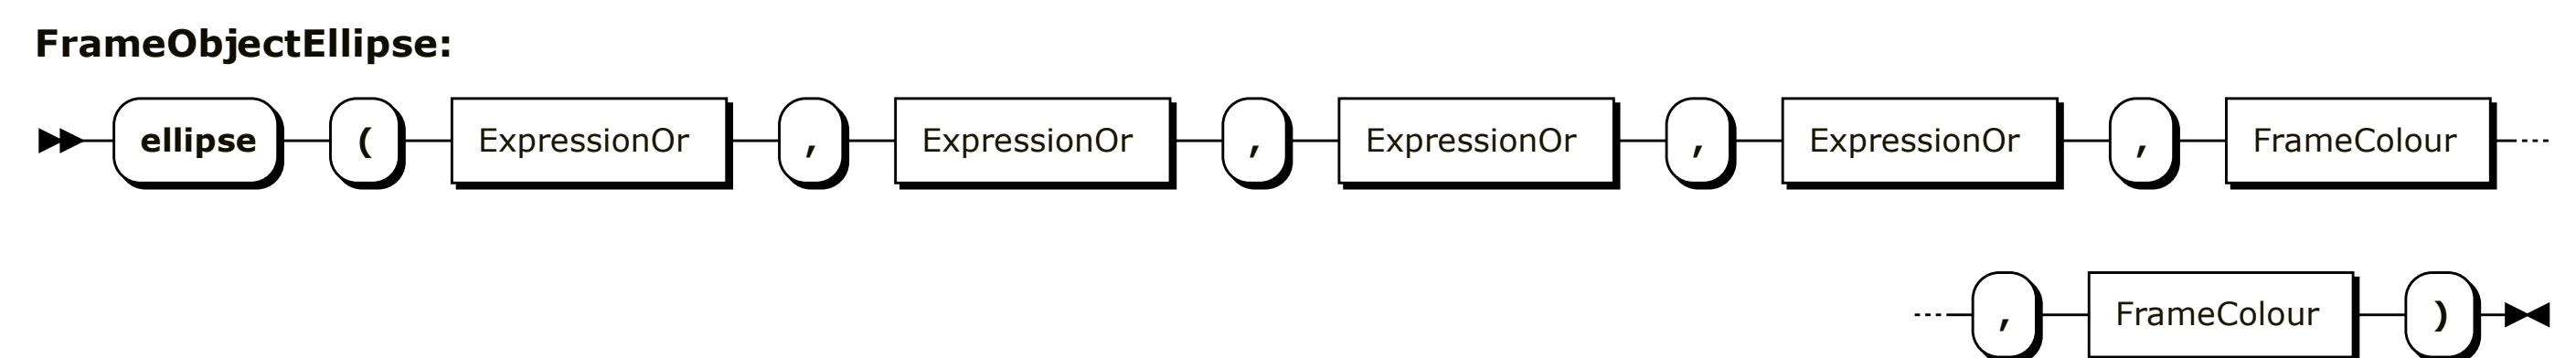 FrameObjectEllipse:
ellipse ( ExpressionOr , ExpressionOr , ExpressionOr , ExpressionOr , FrameColour
, FrameColour )